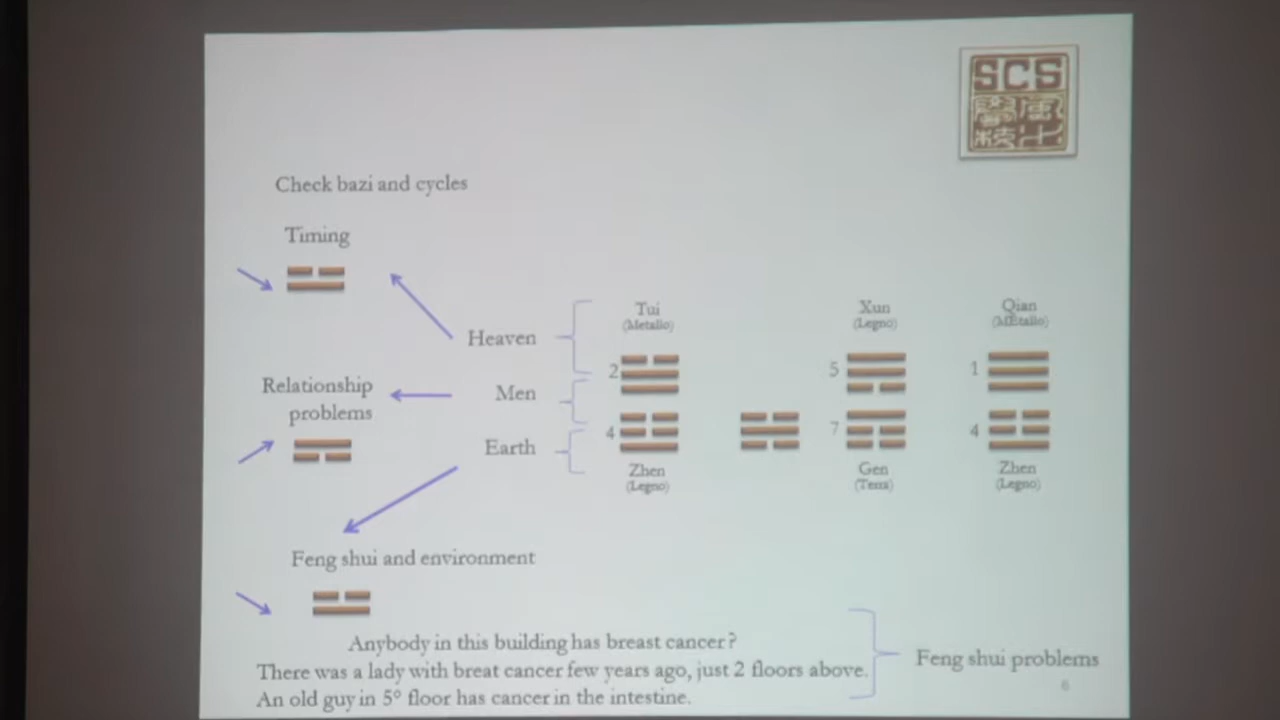 SCS
Check bazi and cycles
Timing
Heaven
Relationship
problems
Men
Earth
Feng shui and environment
Tui
(Metallo)
2
4
Zhen
(Legno)
Xun
(Legno)
5
7
Gen
(Terra)
Qian
(MEtallo)
1
4
Zhen
(Legno)
Anybody in this building has breast cancer?
There was a lady with breat cancer few years ago, just 2 floors above.
An old guy in 5° floor has cancer in the intestine.
Feng shui problems
6